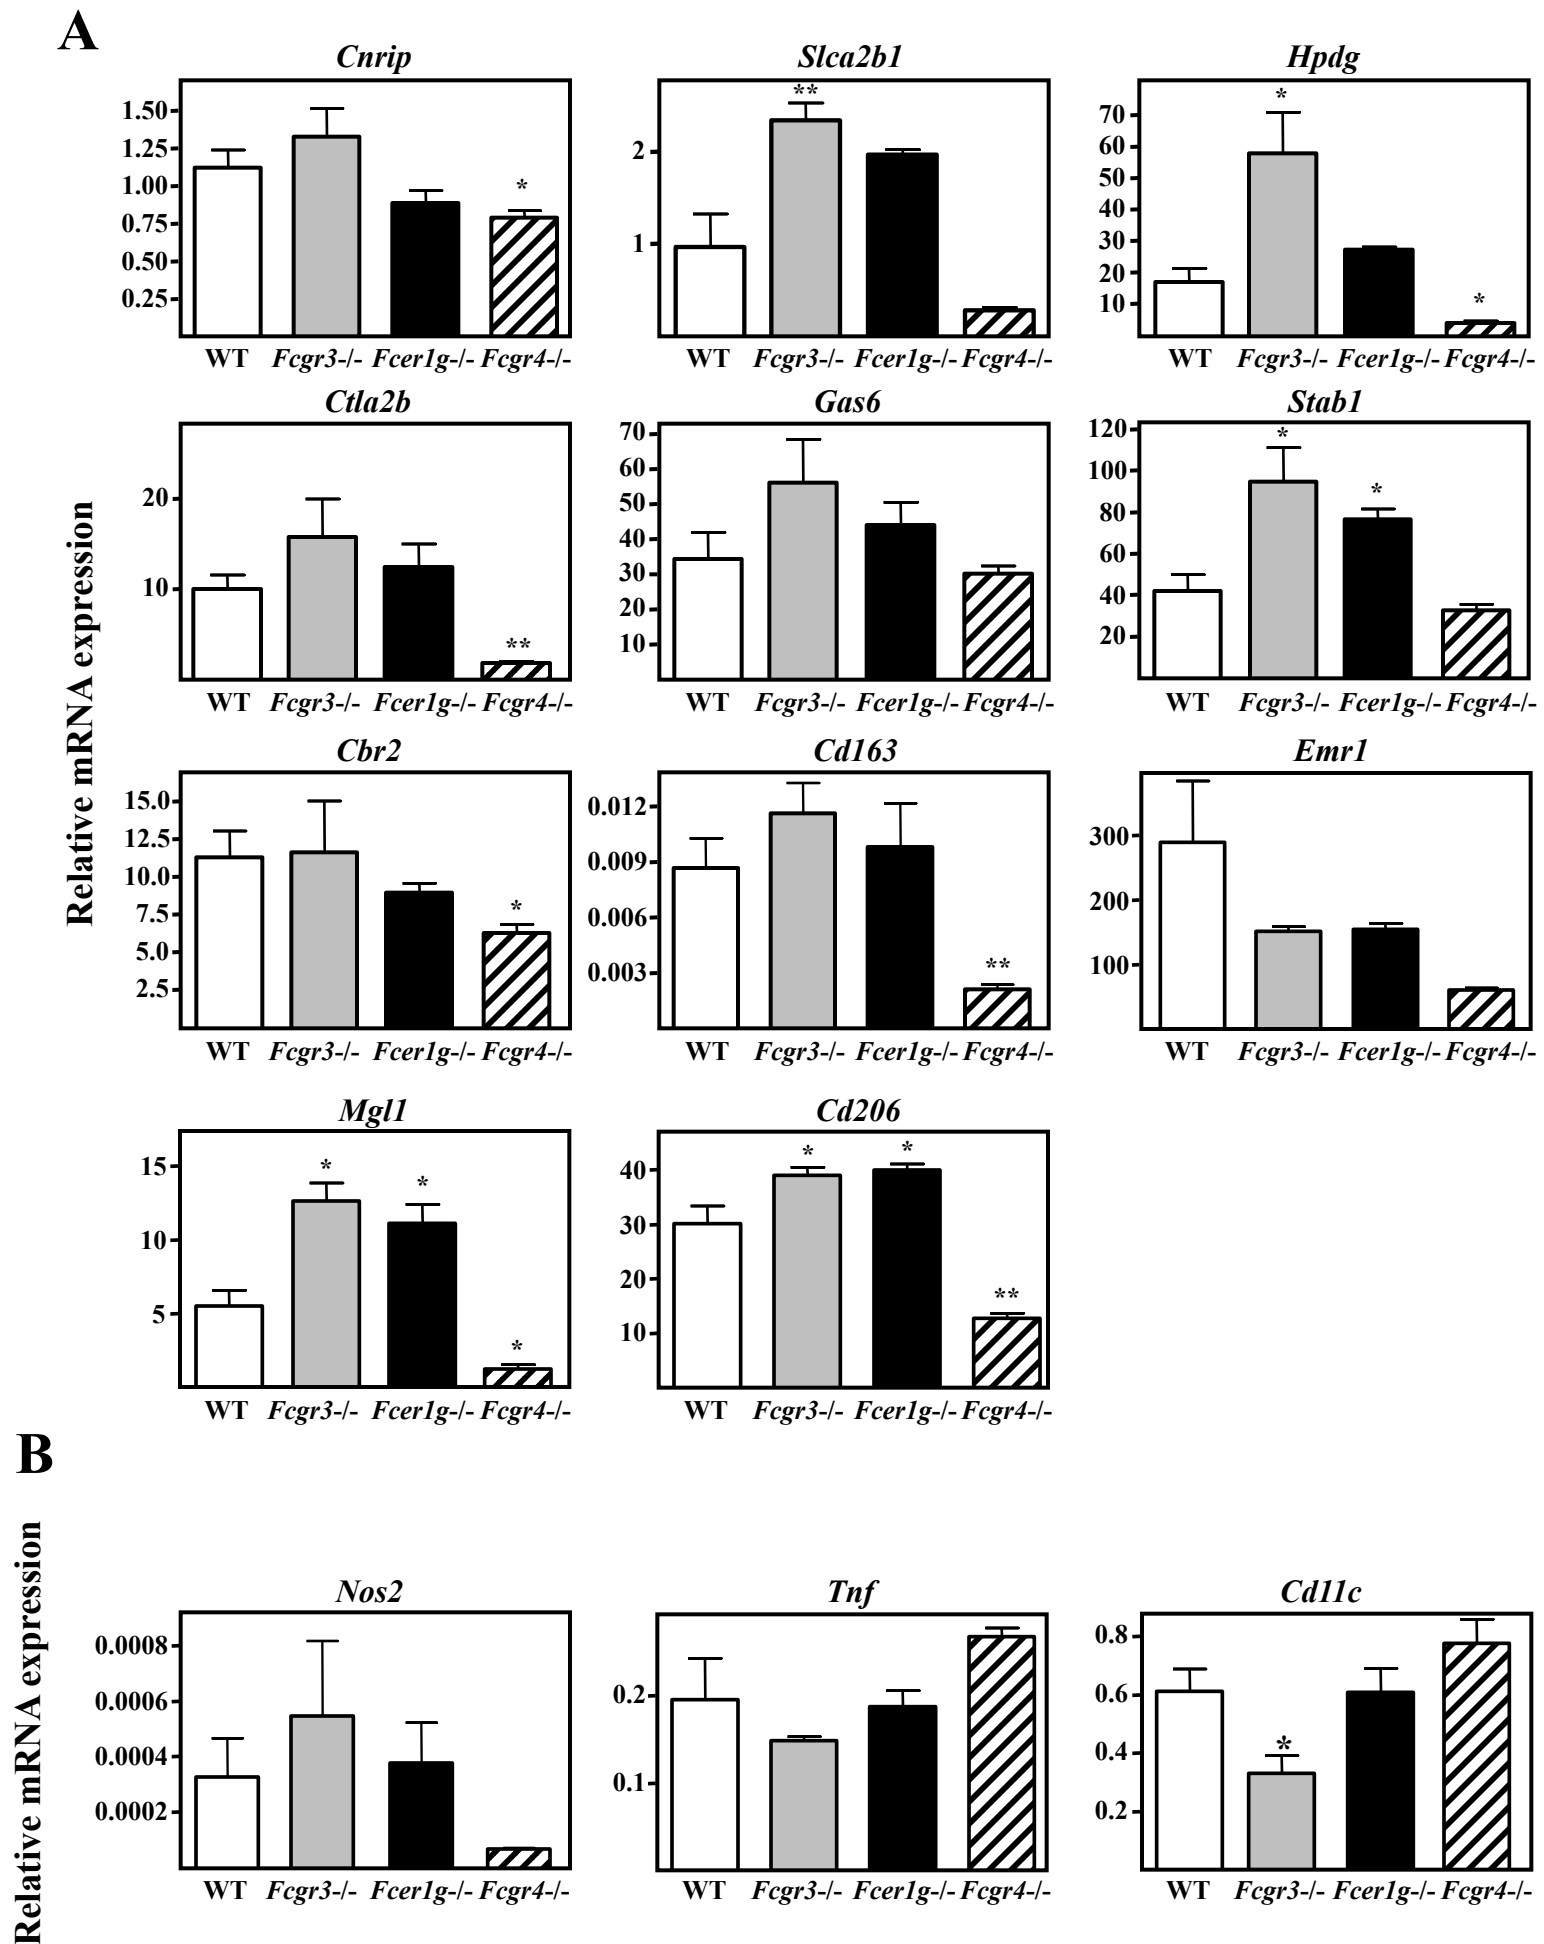 A
Relative mRNA expression
Cnrip
1.50
1.25
1.00
0.75
0.50
0.25
*
WT Fcgr3-/- Fcer1g-/- Fcgr4-/-
Slca2b1
2
1
**
WT Fcgr3-/- Fcer1g-/- Fcgr4-/-
Hpdg
70
60
50
40
30
20
10
*
*
WT Fcgr3-/- Fcer1g-/- Fcgr4-/-
Ctla2b
20
10
**
WT Fcgr3-/- Fcer1g-/- Fcgr4-/-
Gas6
70
60
50
40
30
20
10
WT Fcgr3-/- Fcer1g-/- Fcgr4-/-
Stab1
120
100
80
60
40
20
*
*
WT Fcgr3-/- Fcer1g-/- Fcgr4-/-
Cbr2
15.0
12.5
10.0
7.5
5.0
2.5
*
WT Fcgr3-/- Fcer1g-/- Fcgr4-/-
Cd163
0.012
0.009
0.006
0.003
**
WT Fcgr3-/- Fcer1g-/- Fcgr4-/-
Emr1
300
200
100
WT Fcgr3-/- Fcer1g-/- Fcgr4-/-
Mgl1
15
10
5
*
*
*
WT Fcgr3-/- Fcer1g-/- Fcgr4-/-
Cd206
40
30
20
10
*
*
**
WT Fcgr3-/- Fcer1g-/- Fcgr4-/-
B
Relative mRNA expression
Nos2
0.0008
0.0006
0.0004
0.0002
WT Fcgr3-/- Fcer1g-/- Fcgr4-/-
Tnf
0.2
0.1
WT Fcgr3-/- Fcer1g-/- Fcgr4-/-
Cd11c
0.8
0.6
0.4
0.2
*
WT Fcgr3-/- Fcer1g-/- Fcgr4-/-